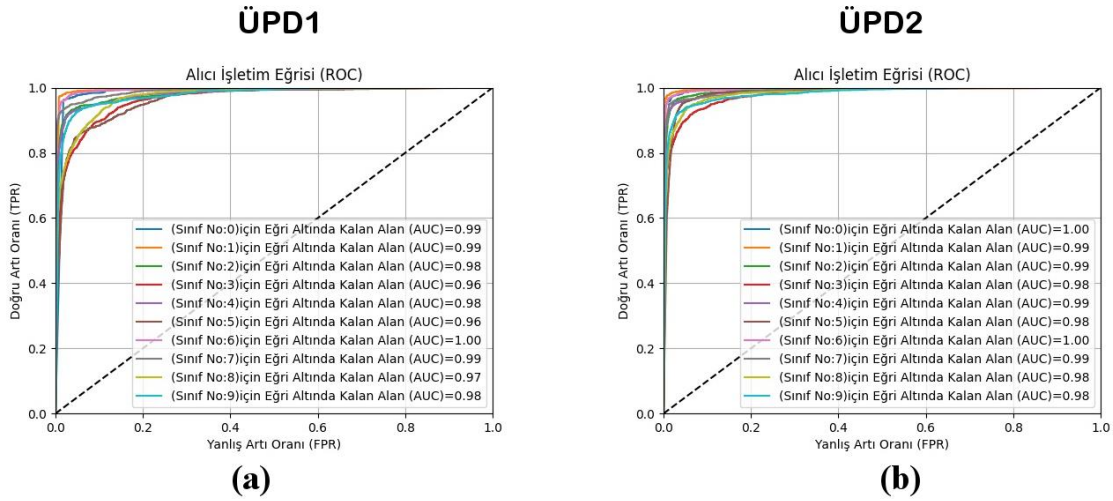 ÜPD1
Alıcı İşletim Eğrisi (ROC)
1.0
0.8
0.6
0.4
0.2
0.0
Doğru Artı Oranı (TPR)
(Sınıf No:0)için Eğri Altında Kalan Alan (AUC)=0.99
(Sınıf No:1)için Eğri Altında Kalan Alan (AUC)=0.99
(Sınıf No:2)için Eğri Altında Kalan Alan (AUC)=0.98
(Sınıf No:3)için Eğri Altında Kalan Alan (AUC)=0.96
(Sınıf No:4)için Eğri Altında Kalan Alan (AUC)=0.98
(Sınıf No:5)için Eğri Altında Kalan Alan (AUC)=0.96
(Sınıf No:6)için Eğri Altında Kalan Alan (AUC)=1.00
(Sınıf No:7)için Eğri Altında Kalan Alan (AUC)=0.99
(Sınıf No:8)için Eğri Altında Kalan Alan (AUC)=0.97
(Sınıf No:9)için Eğri Altında Kalan Alan (AUC)=0.98
0.0 0.2 0.4 0.6 0.8 1.0
Yanlış Artı Oranı (FPR)
(a)
ÜPD2
Alıcı İşletim Eğrisi (ROC)
1.0
0.8
0.6
0.4
0.2
0.0
Doğru Artı Oranı (TPR)
(Sınıf No:0)için Eğri Altında Kalan Alan (AUC)=1.00
(Sınıf No:1)için Eğri Altında Kalan Alan (AUC)=0.99
(Sınıf No:2)için Eğri Altında Kalan Alan (AUC)=0.99
(Sınıf No:3)için Eğri Altında Kalan Alan (AUC)=0.98
(Sınıf No:4)için Eğri Altında Kalan Alan (AUC)=0.99
(Sınıf No:5)için Eğri Altında Kalan Alan (AUC)=0.98
(Sınıf No:6)için Eğri Altında Kalan Alan (AUC)=1.00
(Sınıf No:7)için Eğri Altında Kalan Alan (AUC)=0.99
(Sınıf No:8)için Eğri Altında Kalan Alan (AUC)=0.98
(Sınıf No:9)için Eğri Altında Kalan Alan (AUC)=0.98
0.0 0.2 0.4 0.6 0.8 1.0
Yanlış Artı Oranı (FPR)
(b)